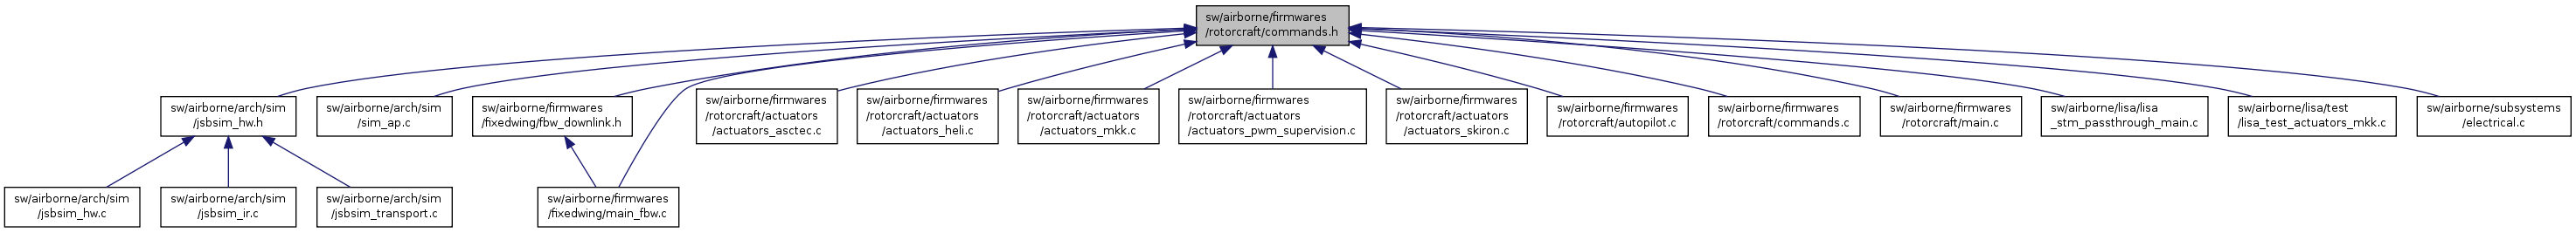 sw/airborne/firmwares
/rotorcraft/commands.h
sw/airborne/arch/sim
/jsbsim_hw.h
sw/airborne/arch/sim
/sim_ap.c
sw/airborne/firmwares
/fixedwing/fbw_downlink.h
sw/airborne/firmwares
/rotorcraft/actuators
/actuators_asctec.c
sw/airborne/firmwares
/rotorcraft/actuators
/actuators_heli.c
sw/airborne/firmwares
/rotorcraft/actuators
/actuators_mkk.c
sw/airborne/firmwares
/rotorcraft/actuators
/actuators_pwm_supervision.c
sw/airborne/firmwares
/rotorcraft/actuators
/actuators_skiron.c
sw/airborne/firmwares
/rotorcraft/autopilot.c
sw/airborne/firmwares
/rotorcraft/commands.c
sw/airborne/firmwares
/rotorcraft/main.c
sw/airborne/lisa/lisa
_stm_passthrough_main.c
sw/airborne/lisa/test
/lisa_test_actuators_mkk.c
sw/airborne/subsystems
/electrical.c
sw/airborne/arch/sim
/jsbsim_hw.c
sw/airborne/arch/sim
/jsbsim_ir.c
sw/airborne/arch/sim
/jsbsim_transport.c
sw/airborne/firmwares
/fixedwing/main_fbw.c